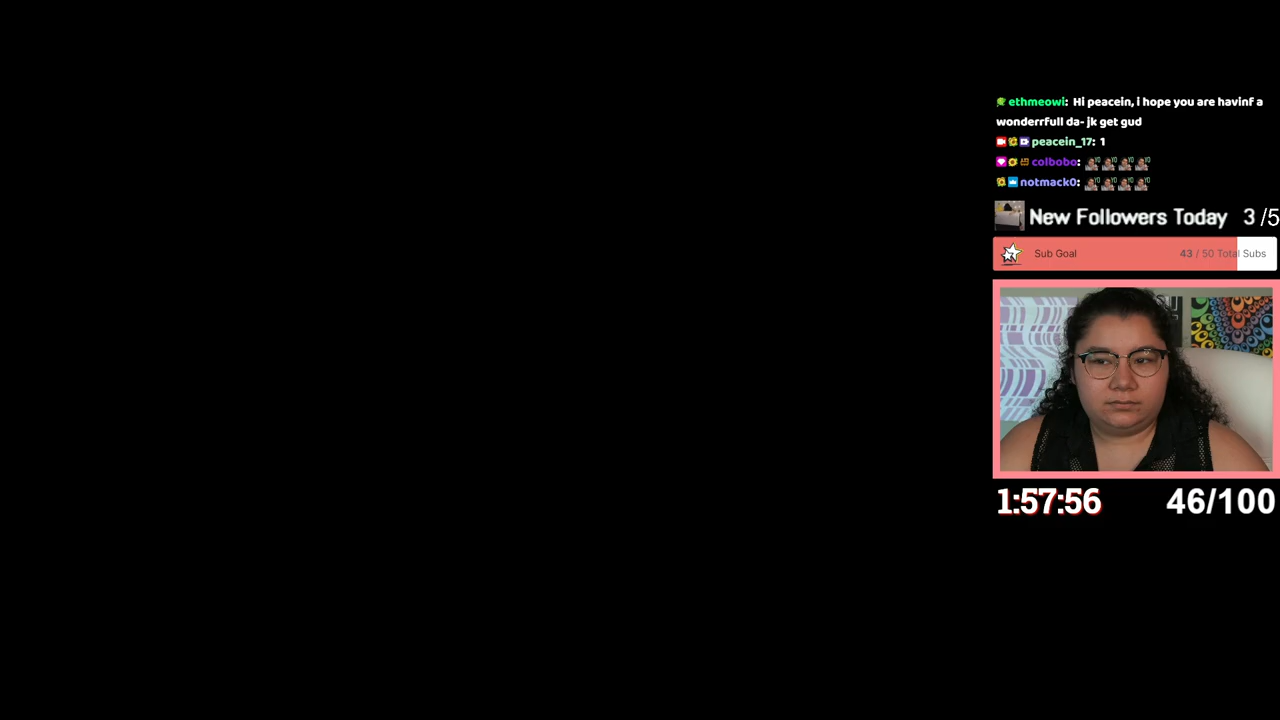 ethmeowi: Hi peacein, i hope you are havinf a
wonderrfull da- jk get gud
peacein_17: 1
colbobo:
notmack0:
New Followers Today 3 /5
Sub Goal 43 / 50 Total Subs
1:57:56 46/100